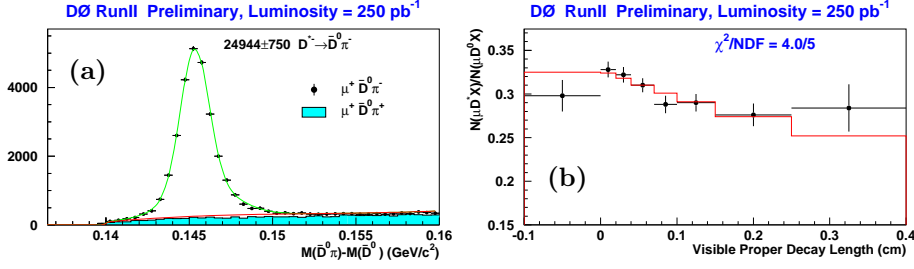 DØ RunII Preliminary, Luminosity = 250 pb⁻¹
24944±750 D*⁻→D̄⁰π⁻
(a)
μ⁺ D̄⁰π⁻
μ⁺ D̄⁰π⁺
4000
2000
0
0.14 0.145 0.15 0.155 0.16
M(D̄⁰π)-M(D̄⁰) (GeV/c²)
DØ RunII Preliminary, Luminosity = 250 pb⁻¹
χ²/NDF = 4.0/5
N(μD*X)/N(μD⁰X)
0.35
0.3
0.25
0.2
0.15
(b)
-0.1 0 0.1 0.2 0.3 0.4
Visible Proper Decay Length (cm)